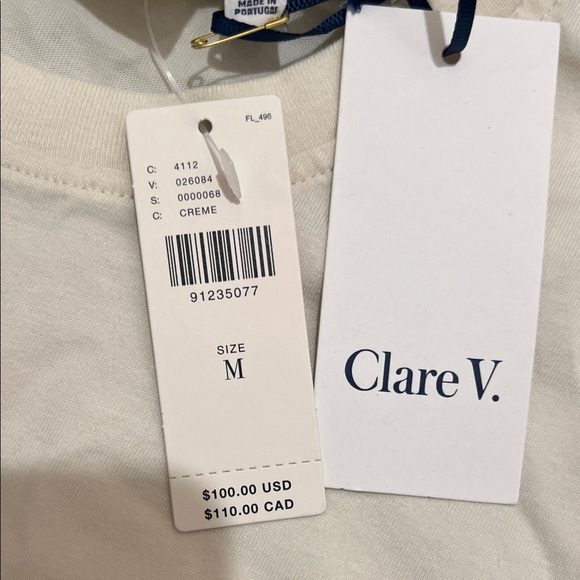 MADE IN
PORTUGAL
FL_496
C: 4112
V: 026084
S: 0000068
C: CREME
91235077
SIZE
M
$100.00 USD
$110.00 CAD
Clare V.